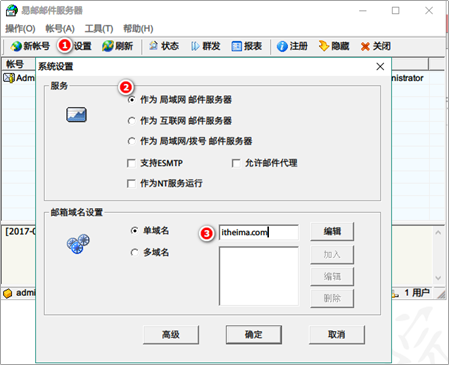 易邮邮件服务器
操作(O) 帐号(A) 工具(T) 帮助(H)
新帐号 1 设置 刷新 状态 群发 报表 注册 隐藏 关闭
帐号
Adm
nistrator
系统设置
服务 2
作为 局域网 邮件服务器
作为 互联网 邮件服务器
作为 局域网/拨号 邮件服务器
支持ESMTP 允许邮件代理
作为NT服务运行
邮箱域名设置
单域名 3 itheima.com 编辑
多域名 加入
编辑
删除
[2017-0
admi
1 用户
高级 确定 取消